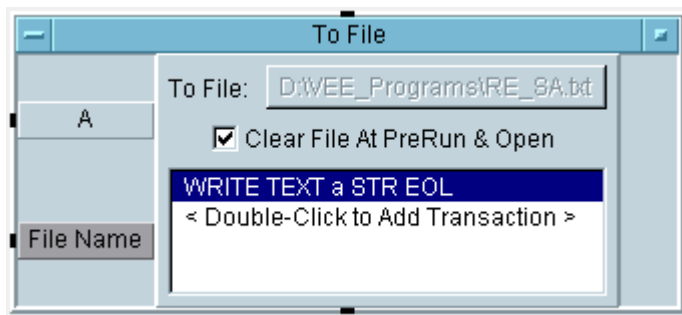 To File
To File: D:\VEE_Programs\RE_SA.txt
A
Clear File At PreRun & Open
WRITE TEXT a STR EOL
< Double-Click to Add Transaction >
File Name